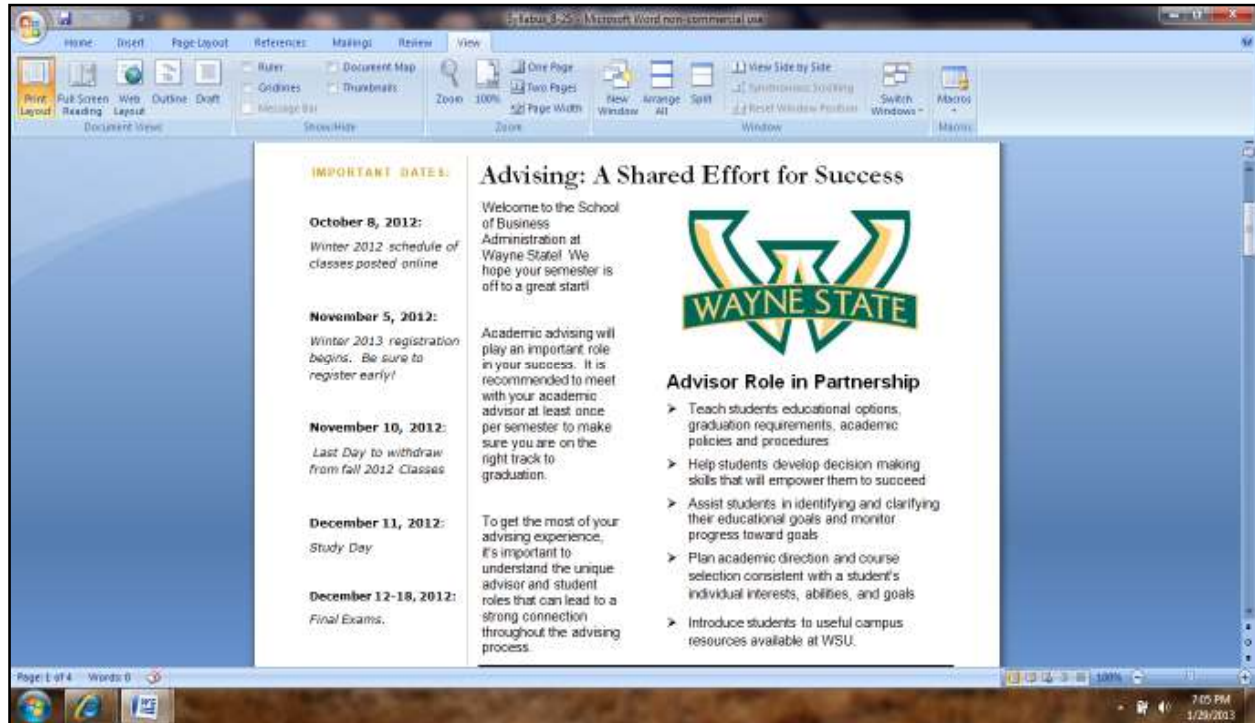 Syllabus_8-25 - Microsoft Word non-commercial use
Home Insert Page Layout References Mailings Review View
Print Layout
Full Screen Reading
Web Layout
Outline
Draft
Document Views
Ruler
Gridlines
Message Bar
Document Map
Thumbnails
Show/Hide
Zoom
100%
One Page
Two Pages
Page Width
Zoom
New Window
Arrange All
Split
View Side by Side
Synchronous Scrolling
Reset Window Position
Switch Windows
Window
Macros
Macros
IMPORTANT DATES:
October 8, 2012:
Winter 2012 schedule of
classes posted online
November 5, 2012:
Winter 2013 registration
begins. Be sure to
register early!
November 10, 2012:
Last Day to withdraw
from fall 2012 Classes
December 11, 2012:
Study Day
December 12-18, 2012:
Final Exams.
Advising: A Shared Effort for Success
Welcome to the School
of Business
Administration at
Wayne State! We
hope your semester is
off to a great start!
Academic advising will
play an important role
in your success. It is
recommended to meet
with your academic
advisor at least once
per semester to make
sure you are on the
right track to
graduation.
To get the most of your
advising experience,
it's important to
understand the unique
advisor and student
roles that can lead to a
strong connection
throughout the advising
process.
W
WAYNE STATE
Advisor Role in Partnership
➢ Teach students educational options,
graduation requirements, academic
policies and procedures
➢ Help students develop decision making
skills that will empower them to succeed
➢ Assist students in identifying and clarifying
their educational goals and monitor
progress toward goals
➢ Plan academic direction and course
selection consistent with a student's
individual interests, abilities, and goals
➢ Introduce students to useful campus
resources available at WSU.
Page: 1 of 4 Words: 0
100%
7:05 PM
1/29/2013